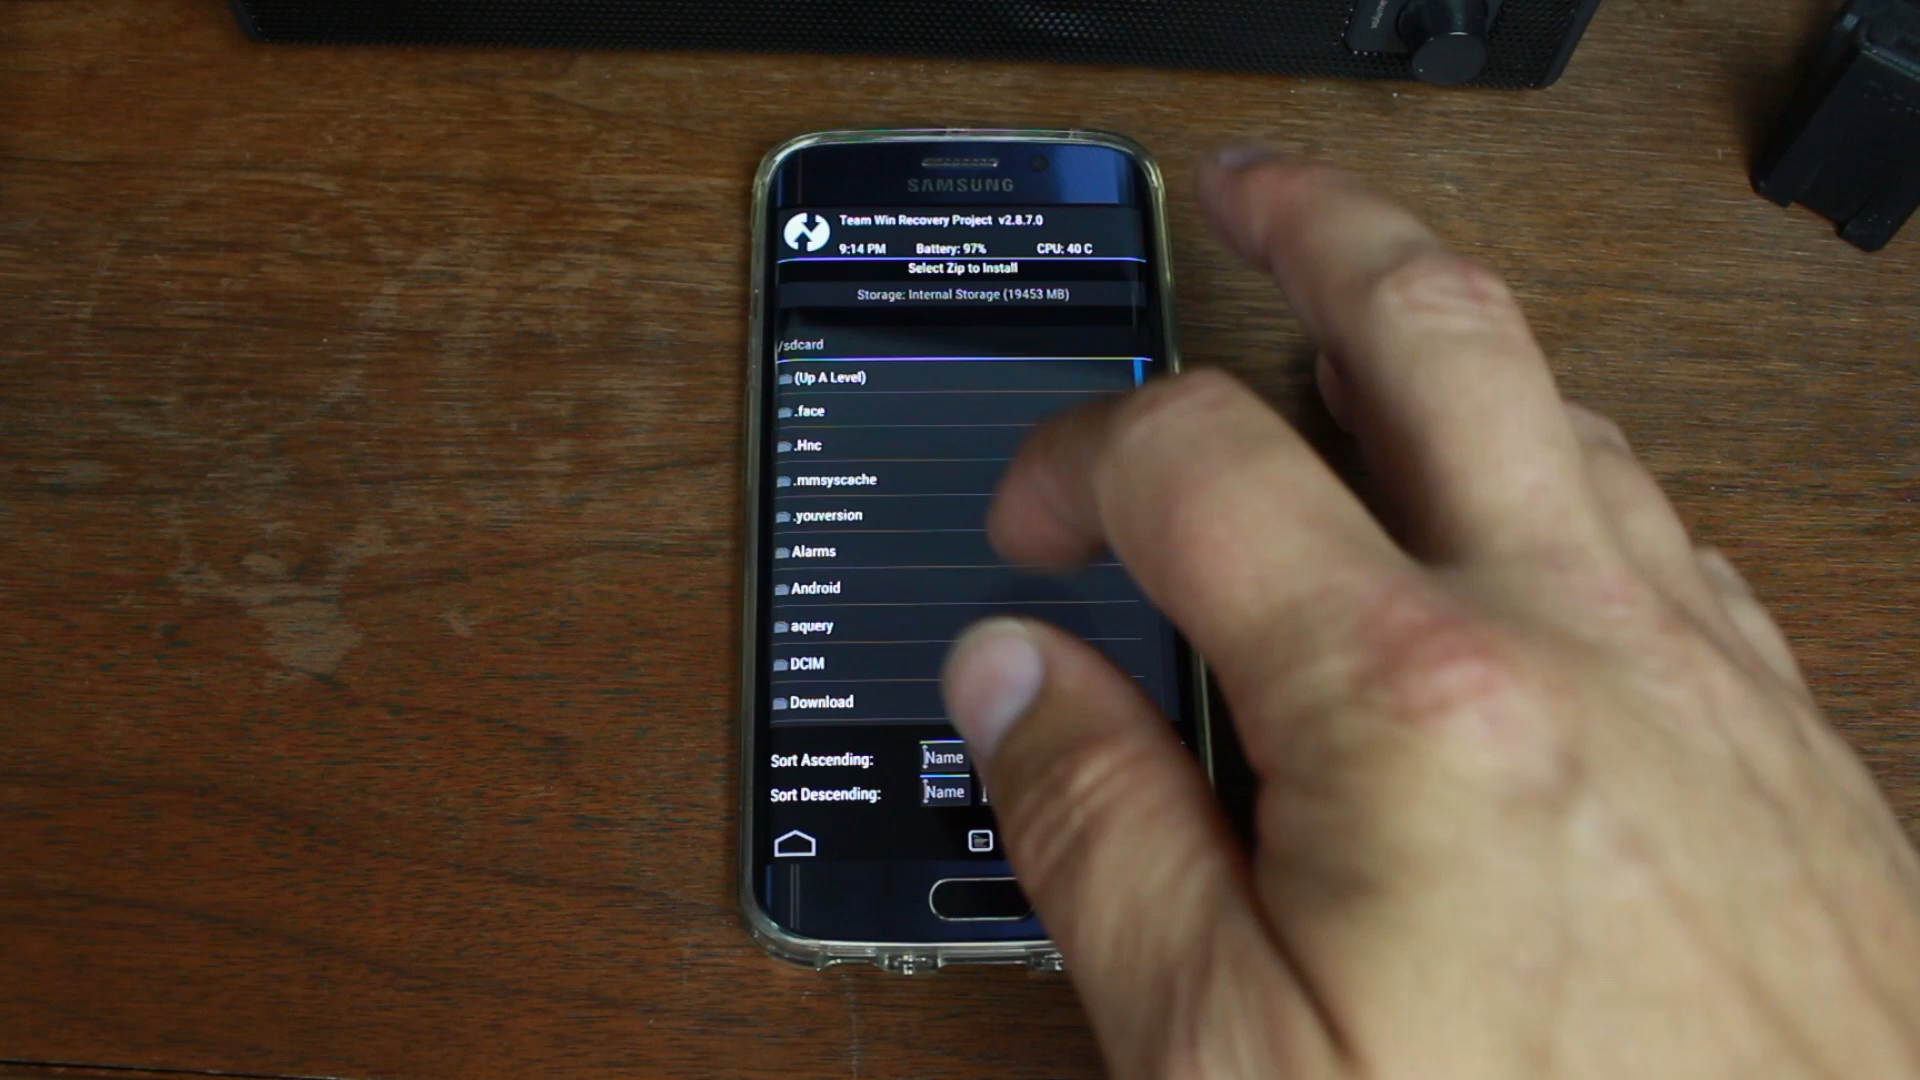 volume
SAMSUNG
Team Win Recovery Project v2.8.7.0
9:14 PM Battery: 97% CPU: 40 C
Select Zip to Install
Storage: Internal Storage (19453 MB)
/sdcard
(Up A Level)
.face
.Hnc
.mmsyscache
.youversion
Alarms
Android
aquery
DCIM
Download
Sort Ascending: Name
Sort Descending: Name